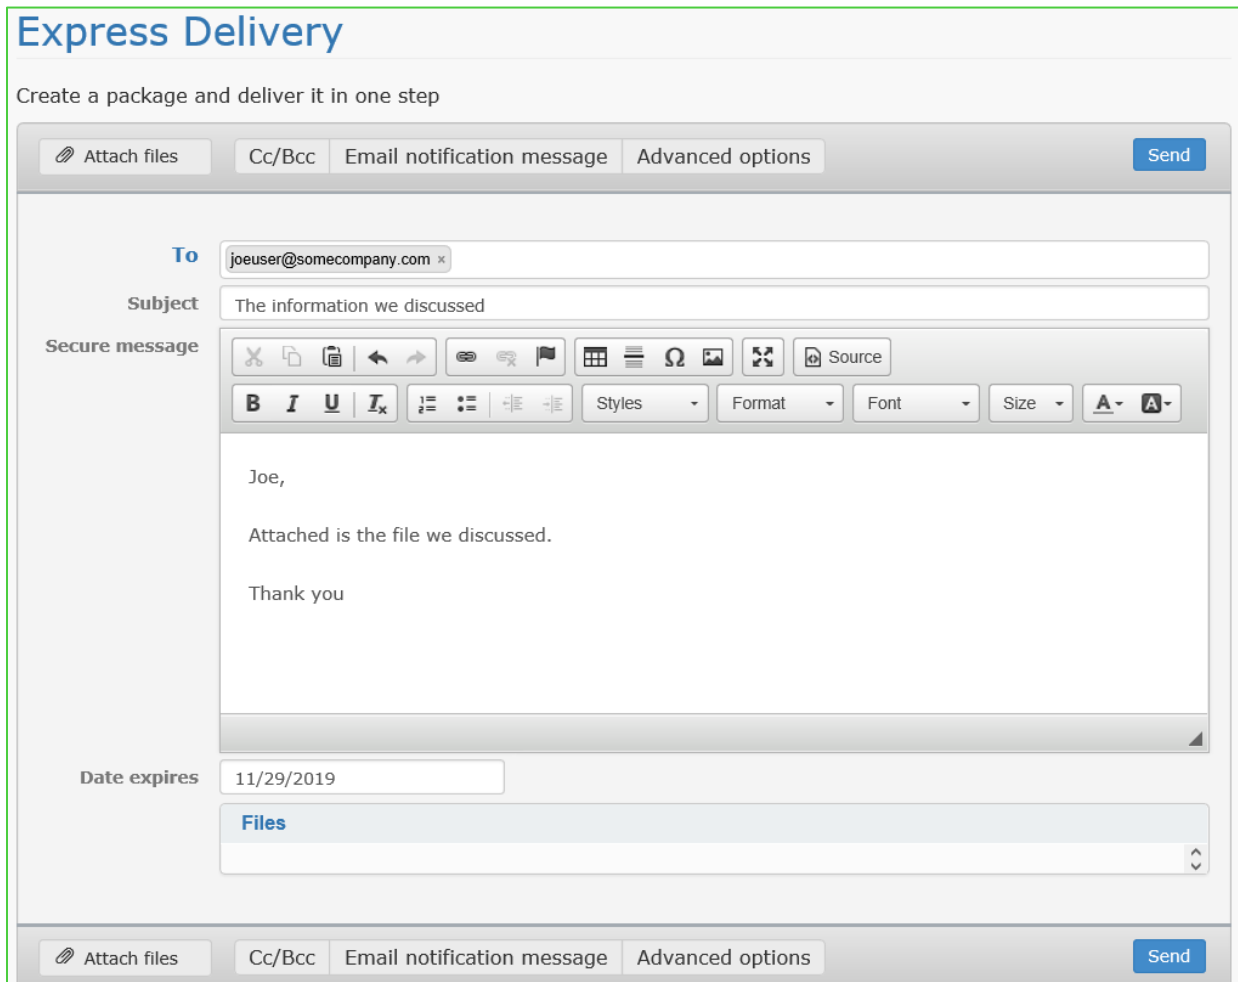 Express Delivery
Create a package and deliver it in one step
Attach files Cc/Bcc Email notification message Advanced options Send
To joeuser@somecompany.com ×
Subject The information we discussed
Secure message
Source
B I U Tx Styles Format Font Size A A
Joe,
Attached is the file we discussed.
Thank you
Date expires 11/29/2019
Files
Attach files Cc/Bcc Email notification message Advanced options Send